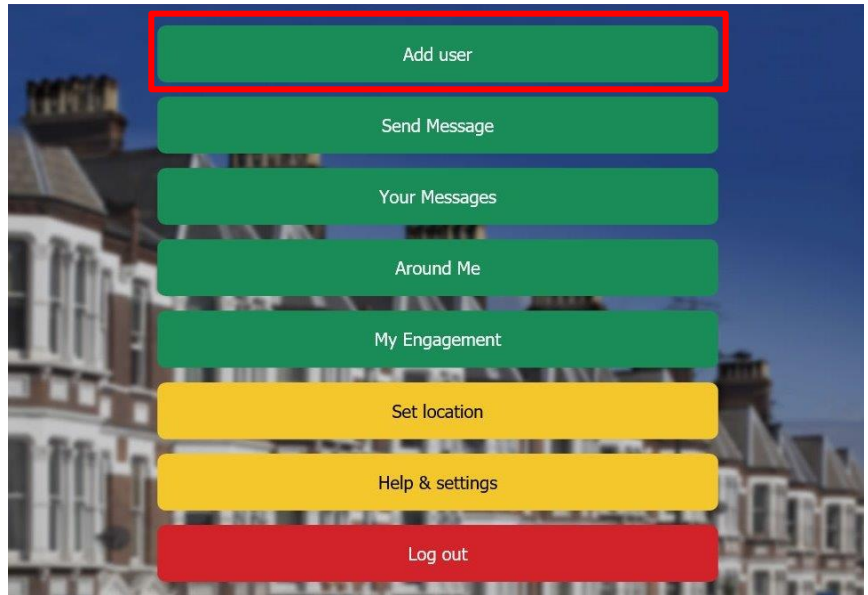 Add user
Send Message
Your Messages
Around Me
My Engagement
Set location
Help & settings
Log out